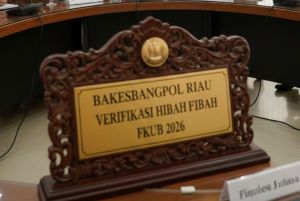 BAKESBANGPOL RIAU
VERIFIKASI HIBAH FIBAH
FKUB 2026